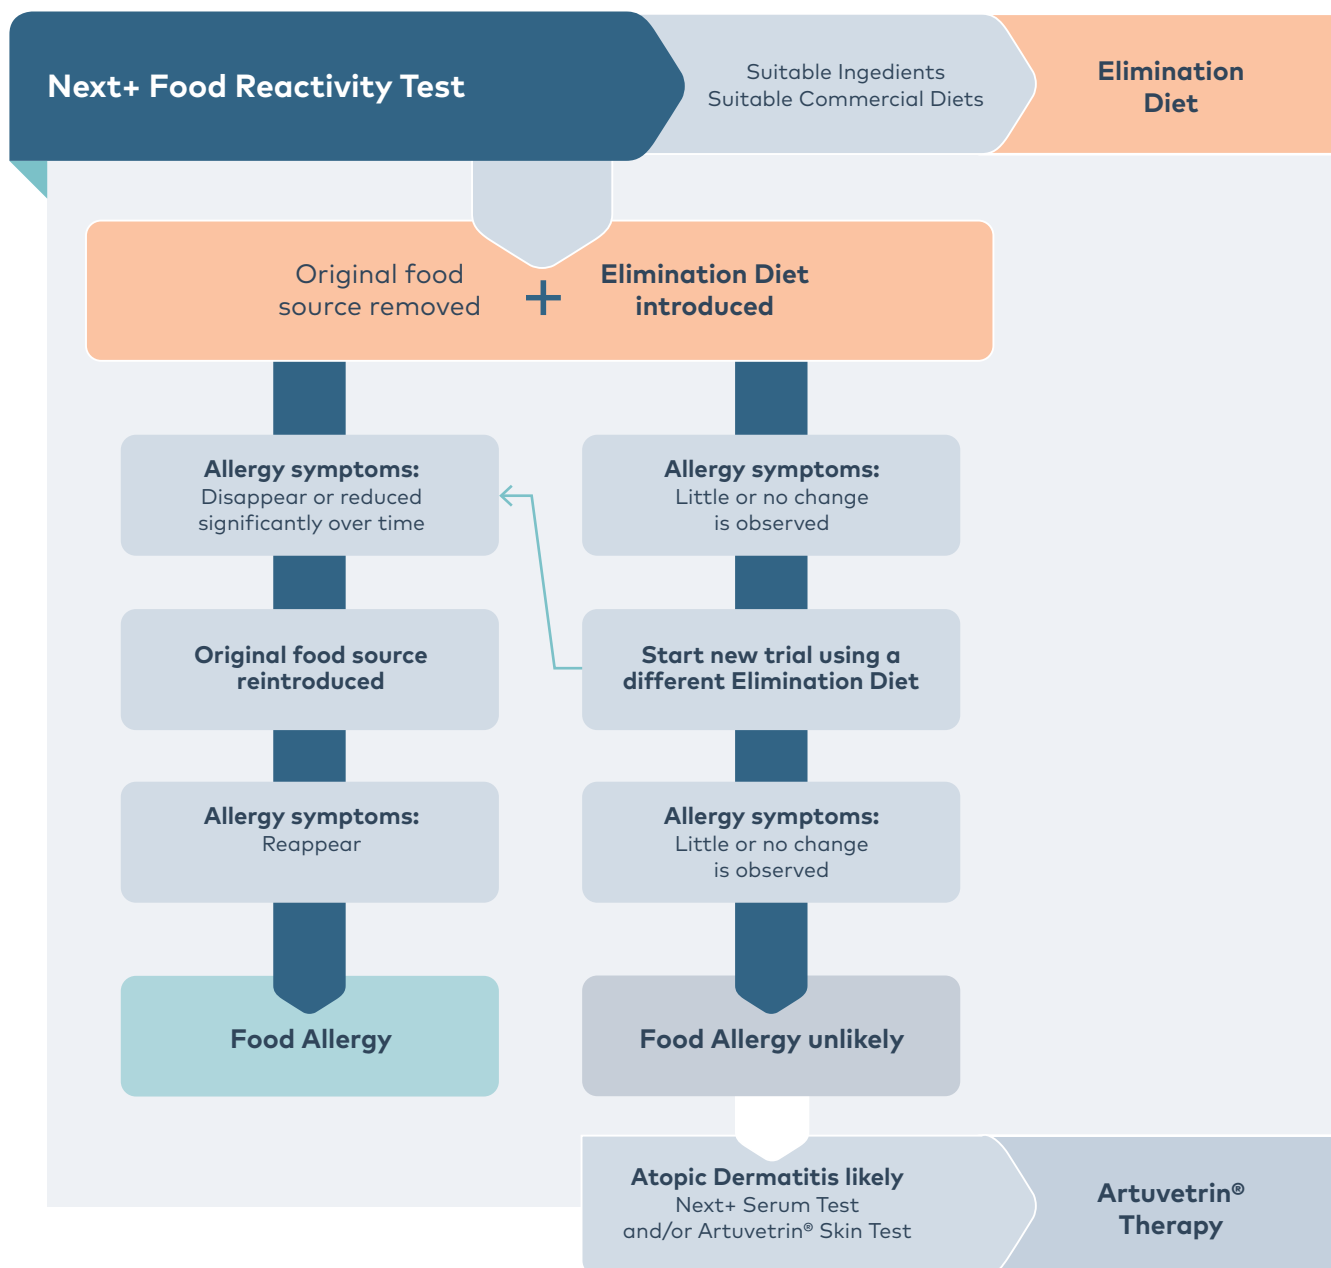 Next+ Food Reactivity Test
Suitable Ingedients
Suitable Commercial Diets
Elimination
Diet
Original food
source removed
+
Elimination Diet
introduced
Allergy symptoms:
Disappear or reduced
significantly over time
Original food source
reintroduced
Allergy symptoms:
Reappear
Food Allergy
Allergy symptoms:
Little or no change
is observed
Start new trial using a
different Elimination Diet
Allergy symptoms:
Little or no change
is observed
Food Allergy unlikely
Atopic Dermatitis likely
Next+ Serum Test
and/or Artuvetrin® Skin Test
Artuvetrin®
Therapy